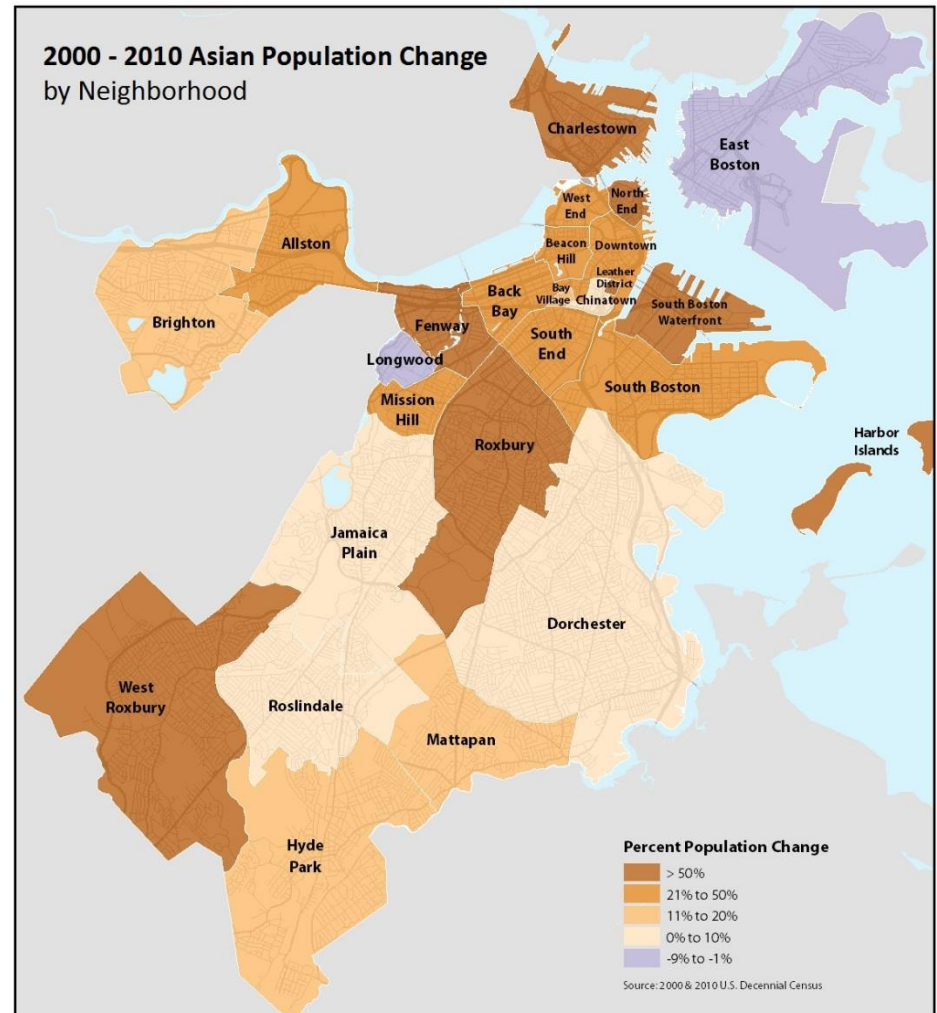 2000 - 2010 Asian Population Change
by Neighborhood
Charlestown
East
Boston
West
End
North
End
Allston
Beacon
Hill
Downtown
Leather
District
Back
Bay
Bay
Village
Chinatown
South Boston
Waterfront
Brighton
Fenway
South
End
Longwood
South Boston
Mission
Hill
Roxbury
Harbor
Islands
Jamaica
Plain
Dorchester
West
Roxbury
Roslindale
Mattapan
Hyde
Park
Percent Population Change
> 50%
21% to 50%
11% to 20%
0% to 10%
-9% to -1%
Source: 2000 & 2010 U.S. Decennial Census